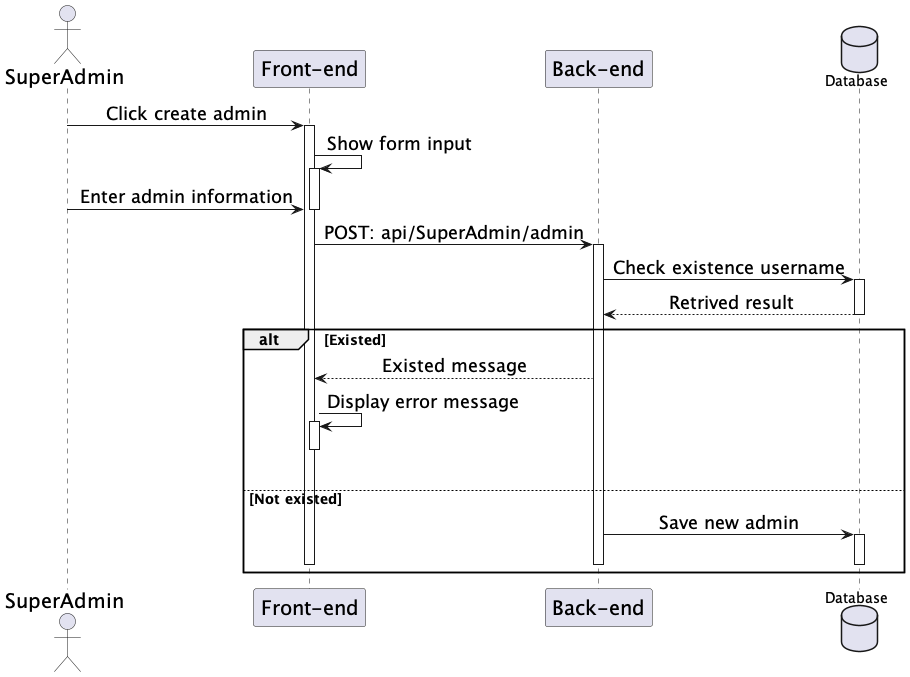 SuperAdmin
Front-end
Back-end
Database
Click create admin
Show form input
Enter admin information
POST: api/SuperAdmin/admin
Check existence username
Retrived result
alt
[Existed]
Existed message
Display error message
[Not existed]
Save new admin
SuperAdmin
Front-end
Back-end
Database